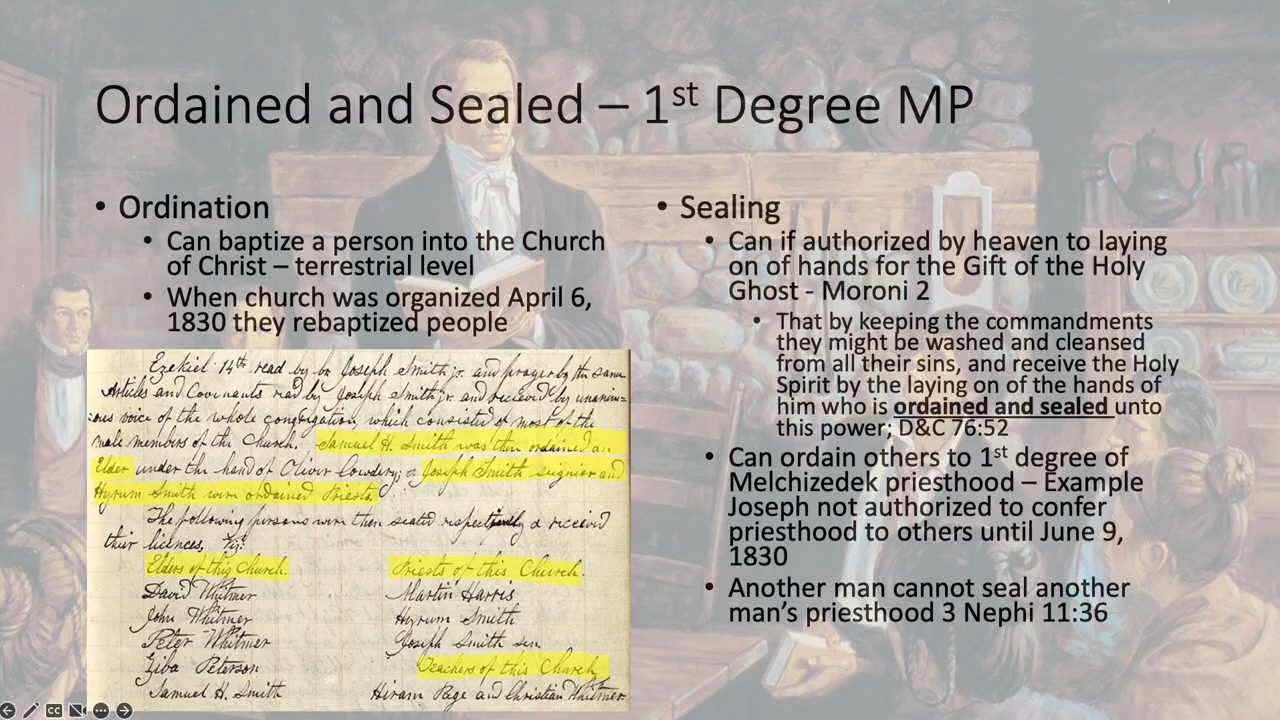 Ordained and Sealed – 1st Degree MP
• Ordination
• Can baptize a person into the Church
of Christ – terrestrial level
• When church was organized April 6,
1830 they rebaptized people
Ezekiel 14th read by br Joseph Smith jr. and prayer by the same
Articles and Covenants read by Joseph Smith jr. and recieved by unanim=
ous voice of the whole congregation, which consisted of most of the
male members of the Church. Samuel H. Smith was then ordained an
Elder under the hand of Oliver Cowdery; & Joseph Smith seignior and
Hyrum Smith were ordained Priests.
The following persons were then seated respectively & received
their licences, viz:
Elders of this Church.
David Whitmer
John Whitmer
Peter Whitmer
Ziba Peterson
Samuel H. Smith
Priests of this Church.
Martin Harris
Hyrum Smith
Joseph Smith sen.
Teachers of this Church
Hiram Page and Christian Whitmer
• Sealing
• Can if authorized by heaven to laying
on of hands for the Gift of the Holy
Ghost - Moroni 2
• That by keeping the commandments
they might be washed and cleansed
from all their sins, and receive the Holy
Spirit by the laying on of the hands of
him who is ordained and sealed unto
this power; D&C 76:52
• Can ordain others to 1st degree of
Melchizedek priesthood – Example
Joseph not authorized to confer
priesthood to others until June 9,
1830
• Another man cannot seal another
man's priesthood 3 Nephi 11:36
CC